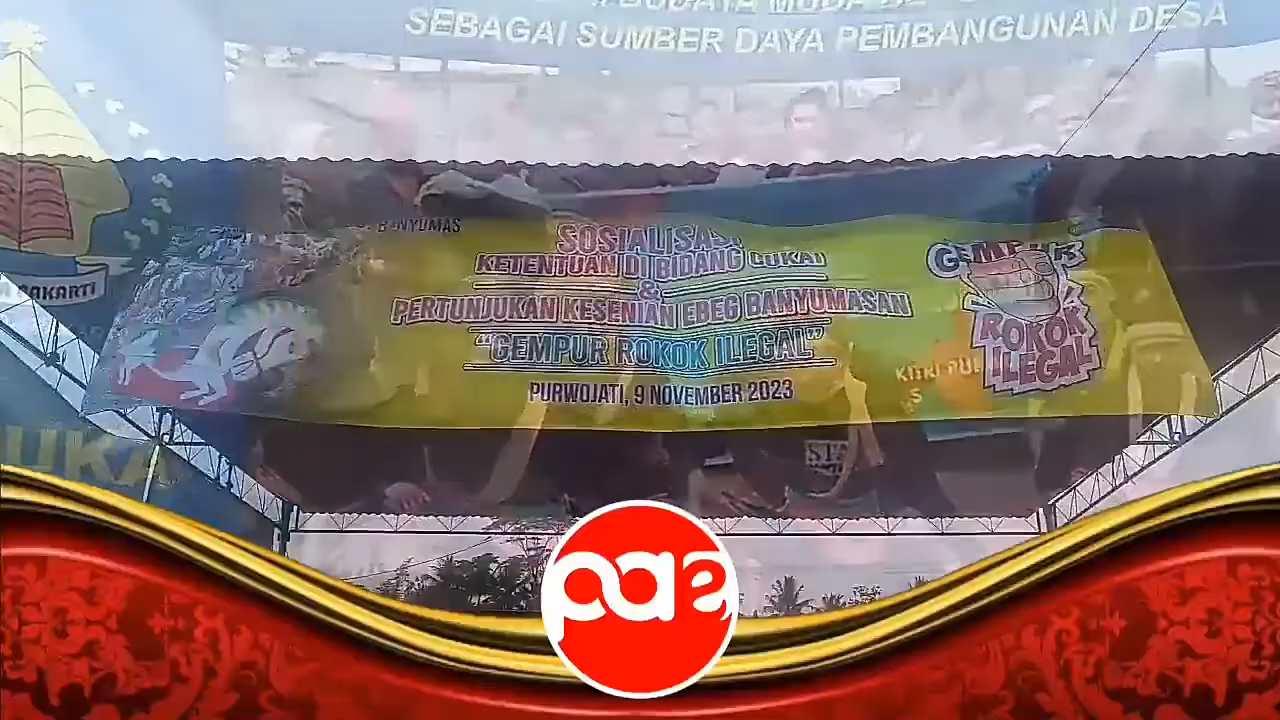 SEBAGAI SUMBER DAYA PEMBANGUNAN DESA
BANYUMAS
SOSIALISASI
KETENTUAN DI BIDANG CUKAI
&
PERTUNJUKAN KESENIAN EBEG BANYUMASAN
"GEMPUR ROKOK ILEGAL"
PURWOJATI, 9 NOVEMBER 2023
GEMPUR
ROKOK
ILEGAL